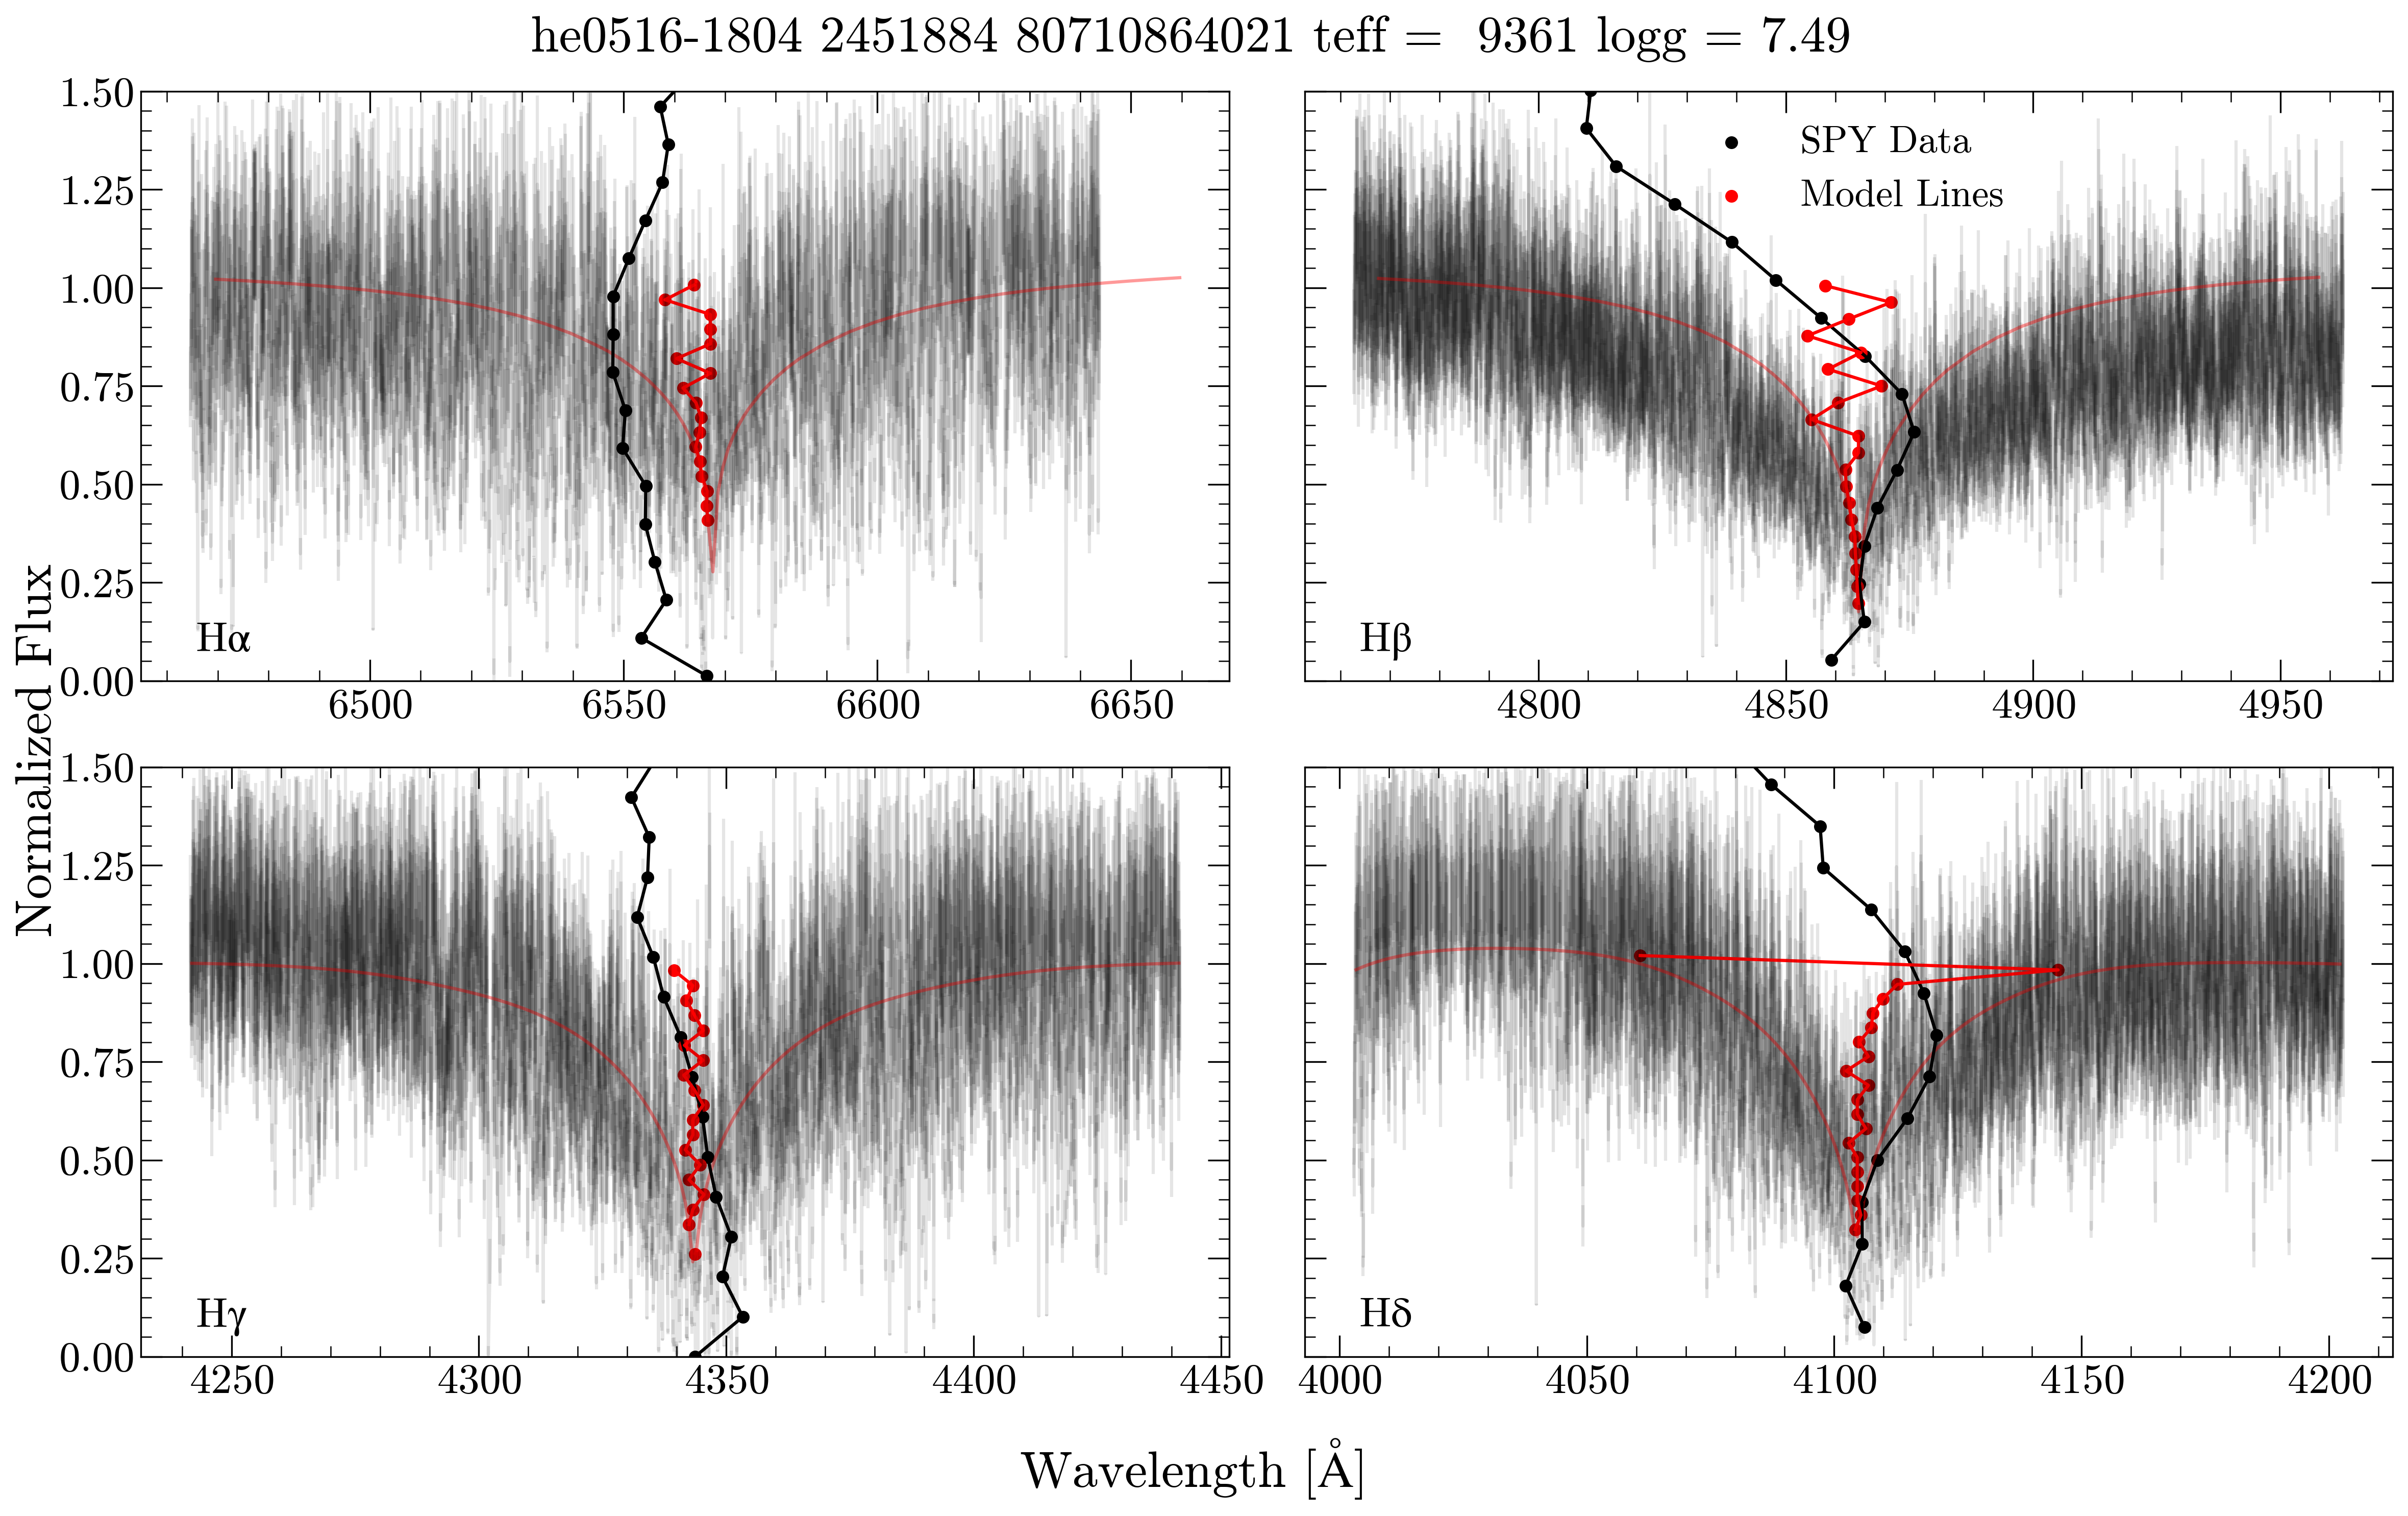 he0516-1804 2451884 80710864021 teff = 9361 logg = 7.49
Normalized Flux
1.50
1.25
1.00
0.75
0.50
0.25
0.00
Hα
6500 6550 6600 6650
SPY Data
Model Lines
Hβ
4800 4850 4900 4950
1.50
1.25
1.00
0.75
0.50
0.25
0.00
Hγ
4250 4300 4350 4400 4450
Hδ
4000 4050 4100 4150 4200
Wavelength [Å]